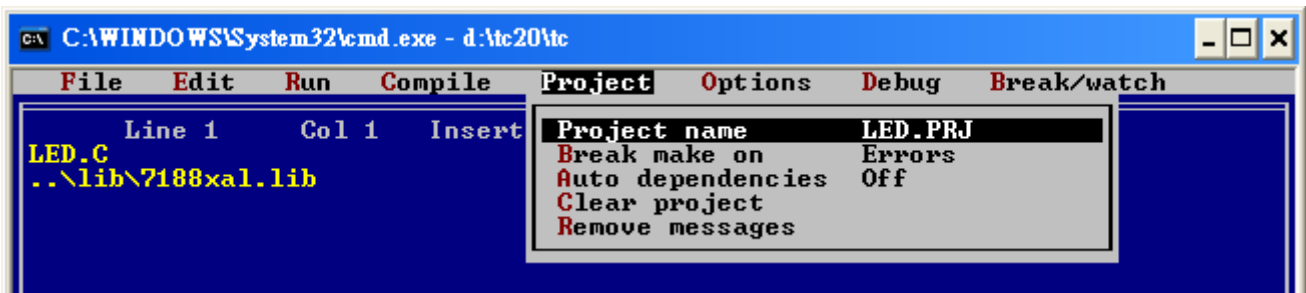 C:\WINDOWS\System32\cmd.exe - d:\tc20\tc
File Edit Run Compile Project Options Debug Break/watch
Line 1 Col 1 Insert
LED.C
..\lib\7188xal.lib
Project name LED.PRJ
Break make on Errors
Auto dependencies Off
Clear project
Remove messages